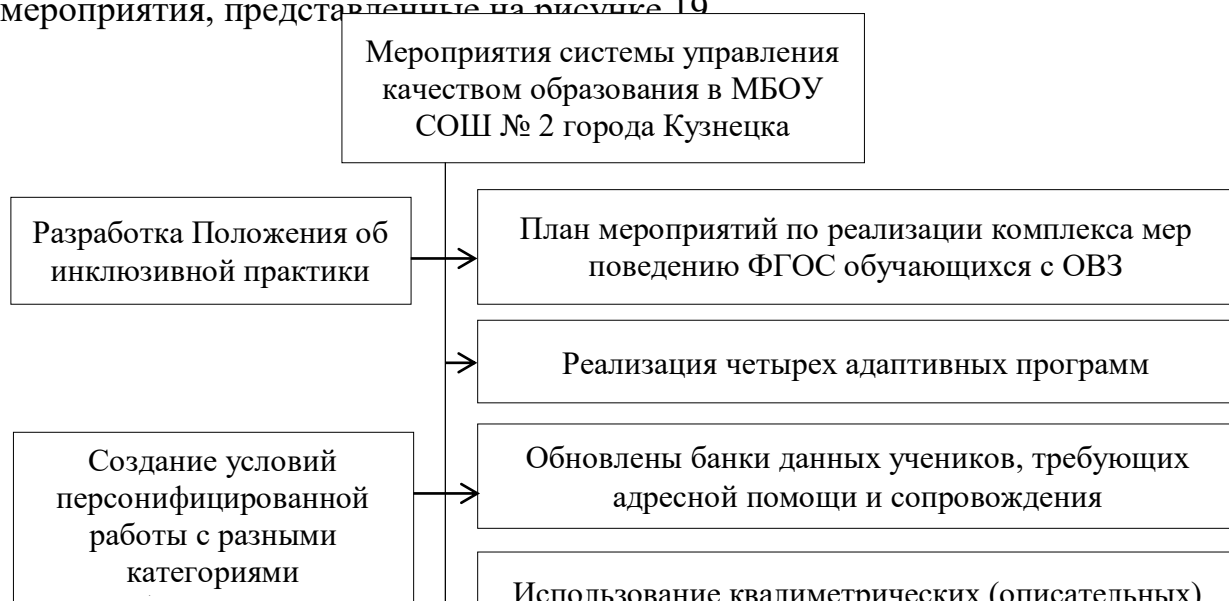 мероприятия, представленные на рисунке 19
Мероприятия системы управления
качеством образования в МБОУ
СОШ № 2 города Кузнецка
Разработка Положения об
инклюзивной практики
План мероприятий по реализации комплекса мер
поведению ФГОС обучающихся с ОВЗ
Реализация четырех адаптивных программ
Создание условий
персонифицированной
работы с разными
категориями
Обновлены банки данных учеников, требующих
адресной помощи и сопровождения
Использование квалиметрических (описательных)